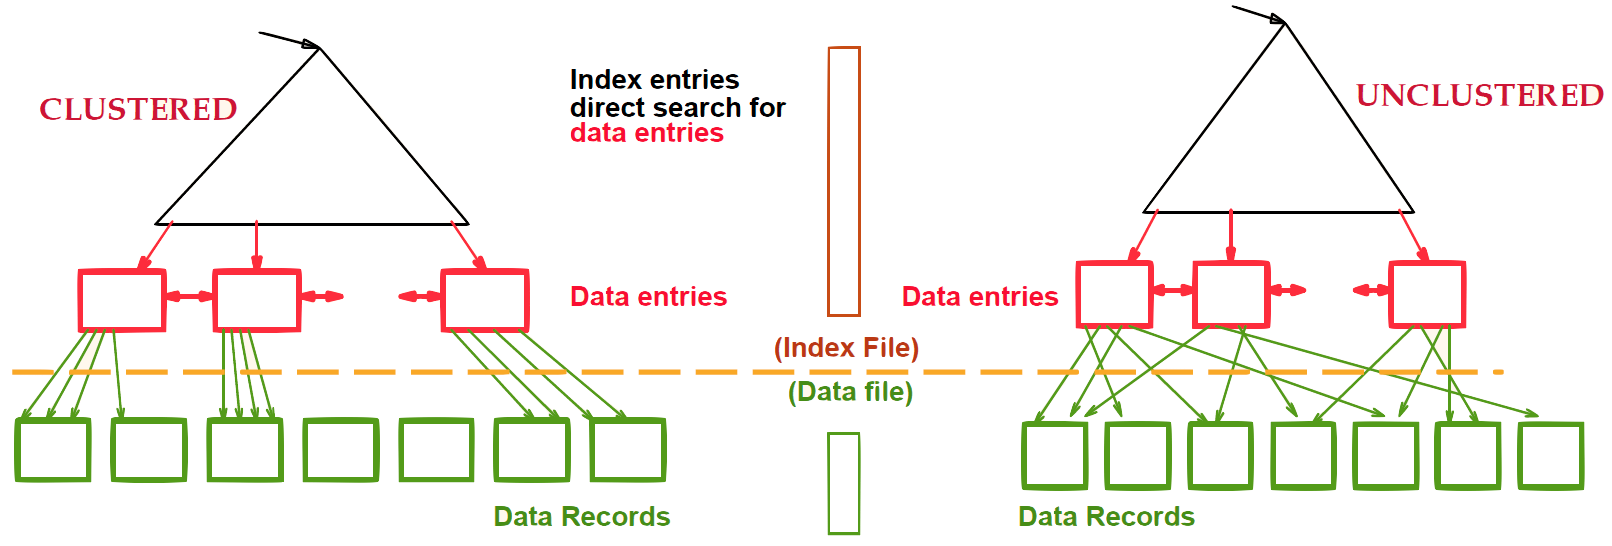 CLUSTERED
Index entries
direct search for
data entries
UNCLUSTERED
Data entries
Data entries
(Index File)
(Data file)
Data Records
Data Records